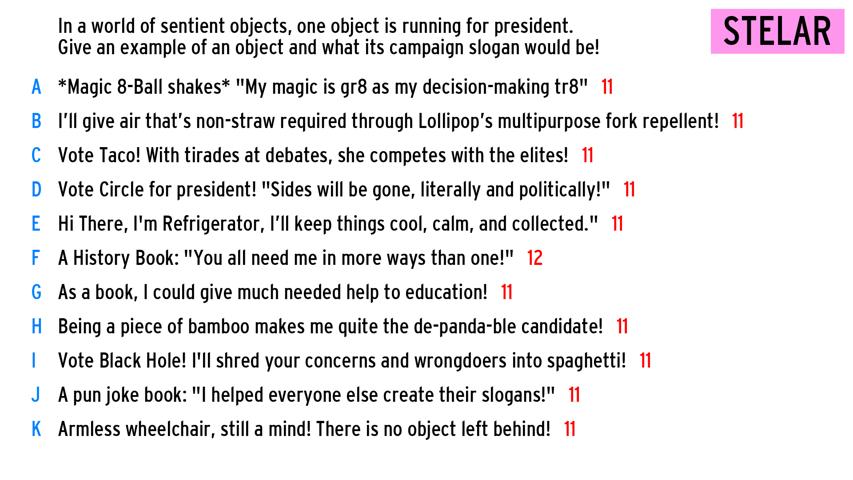 In a world of sentient objects, one object is running for president.
Give an example of an object and what its campaign slogan would be!
STELAR
A *Magic 8-Ball shakes* "My magic is gr8 as my decision-making tr8" 11
B I'll give air that's non-straw required through Lollipop's multipurpose fork repellent! 11
C Vote Taco! With tirades at debates, she competes with the elites! 11
D Vote Circle for president! "Sides will be gone, literally and politically!" 11
E Hi There, I'm Refrigerator, I'll keep things cool, calm, and collected." 11
F A History Book: "You all need me in more ways than one!" 12
G As a book, I could give much needed help to education! 11
H Being a piece of bamboo makes me quite the de-panda-ble candidate! 11
I Vote Black Hole! I'll shred your concerns and wrongdoers into spaghetti! 11
J A pun joke book: "I helped everyone else create their slogans!" 11
K Armless wheelchair, still a mind! There is no object left behind! 11